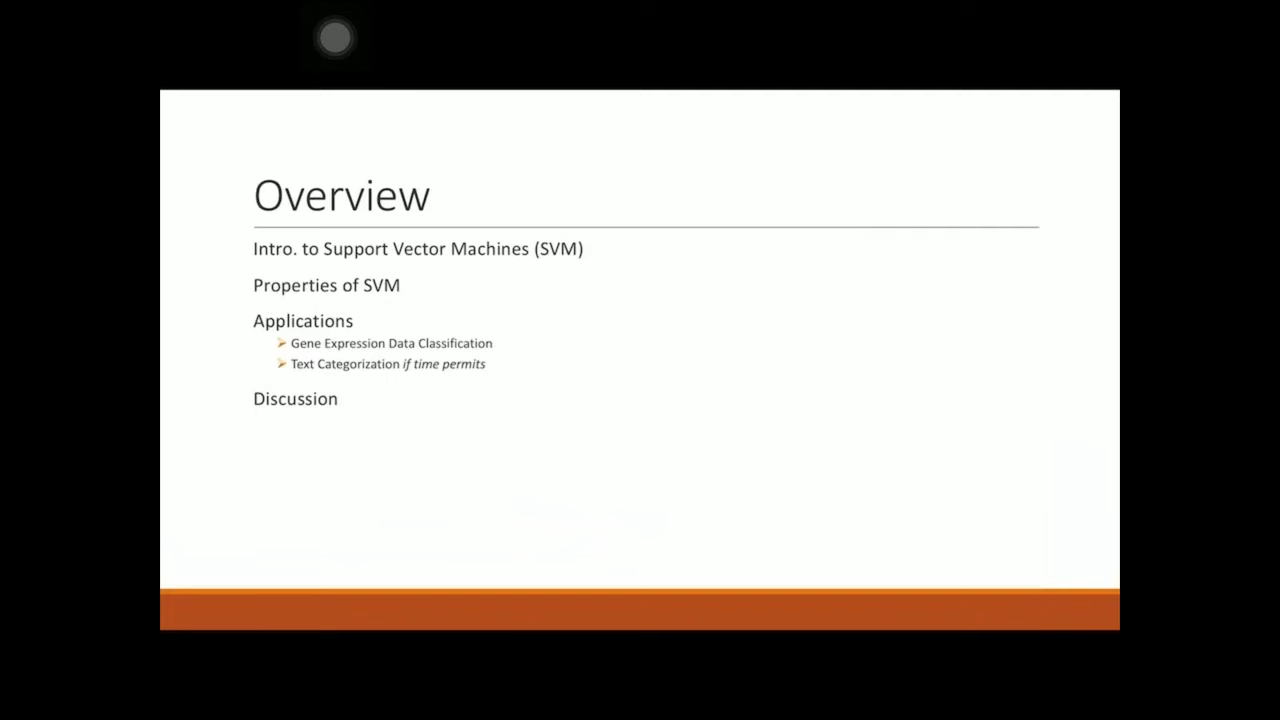 Overview
Intro. to Support Vector Machines (SVM)
Properties of SVM
Applications
Gene Expression Data Classification
Text Categorization if time permits
Discussion